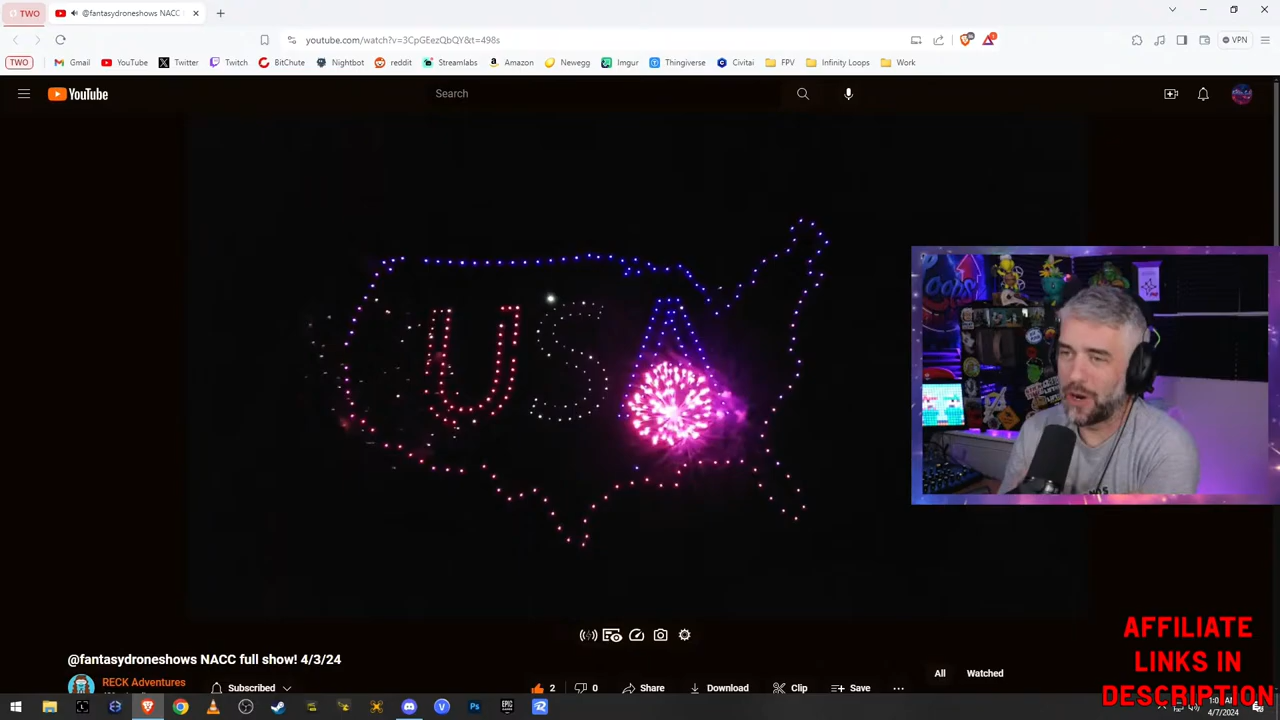 TWO
@fantasydroneshows NACC
youtube.com/watch?v=3CpGEezQbQY&t=498s
VPN
TWO
Gmail
YouTube
Twitter
Twitch
BitChute
Nightbot
reddit
Streamlabs
Amazon
Newegg
Imgur
Thingiverse
Civitai
FPV
Infinity Loops
Work
YouTube
Search
USA
AFFILIATE
LINKS IN
DESCRIPTION
@fantasydroneshows NACC full show! 4/3/24
RECK Adventures
Subscribed
2
0
Share
Download
Clip
Save
All
Watched
4/7/2024